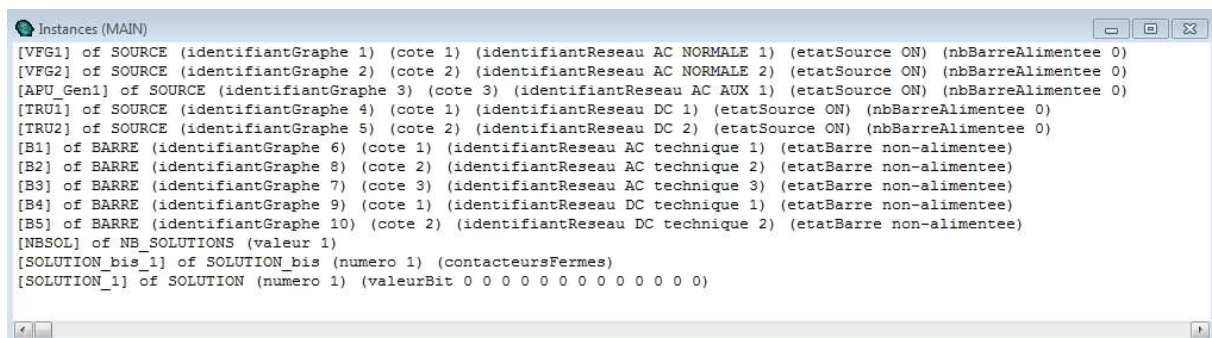 Instances (MAIN)
[VFG1] of SOURCE (identifiantGraphe 1) (cote 1) (identifiantReseau AC NORMALE 1) (etatSource ON) (nbBarreAlimentee 0)
[VFG2] of SOURCE (identifiantGraphe 2) (cote 2) (identifiantReseau AC NORMALE 2) (etatSource ON) (nbBarreAlimentee 0)
[APU_Gen1] of SOURCE (identifiantGraphe 3) (cote 3) (identifiantReseau AC AUX 1) (etatSource ON) (nbBarreAlimentee 0)
[TRU1] of SOURCE (identifiantGraphe 4) (cote 1) (identifiantReseau DC 1) (etatSource ON) (nbBarreAlimentee 0)
[TRU2] of SOURCE (identifiantGraphe 5) (cote 2) (identifiantReseau DC 2) (etatSource ON) (nbBarreAlimentee 0)
[B1] of BARRE (identifiantGraphe 6) (cote 1) (identifiantReseau AC technique 1) (etatBarre non-alimentee)
[B2] of BARRE (identifiantGraphe 8) (cote 2) (identifiantReseau AC technique 2) (etatBarre non-alimentee)
[B3] of BARRE (identifiantGraphe 7) (cote 3) (identifiantReseau AC technique 3) (etatBarre non-alimentee)
[B4] of BARRE (identifiantGraphe 9) (cote 1) (identifiantReseau DC technique 1) (etatBarre non-alimentee)
[B5] of BARRE (identifiantGraphe 10) (cote 2) (identifiantReseau DC technique 2) (etatBarre non-alimentee)
[NBSOL] of NB_SOLUTIONS (valeur 1)
[SOLUTION_bis_1] of SOLUTION_bis (numero 1) (contacteursFermes)
[SOLUTION_1] of SOLUTION (numero 1) (valeurBit 0 0 0 0 0 0 0 0 0 0 0 0 0)